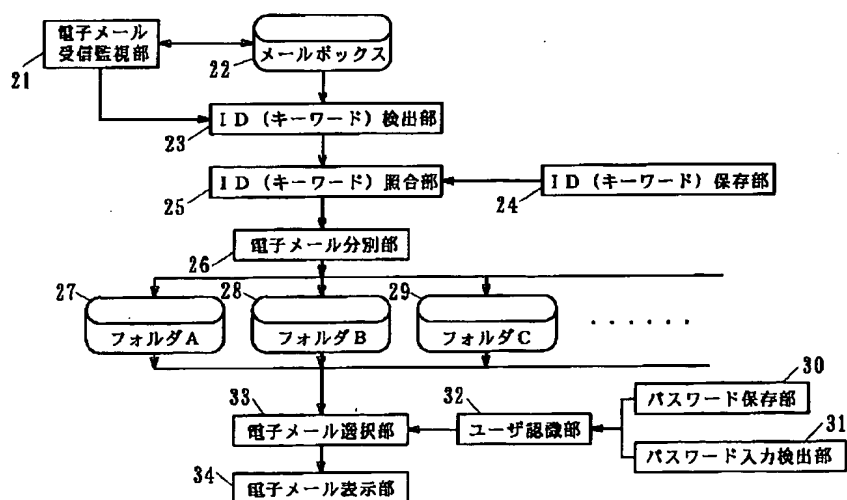 電子メール
受信監視部
21
メールボックス
22
ID (キーワード) 検出部
23
ID (キーワード) 照合部
25
ID (キーワード) 保存部
24
電子メール分別部
26
27
28
29
フォルダA
フォルダB
フォルダC
......
30
パスワード保存部
33
32
電子メール選択部
ユーザ認識部
31
パスワード入力検出部
34
電子メール表示部